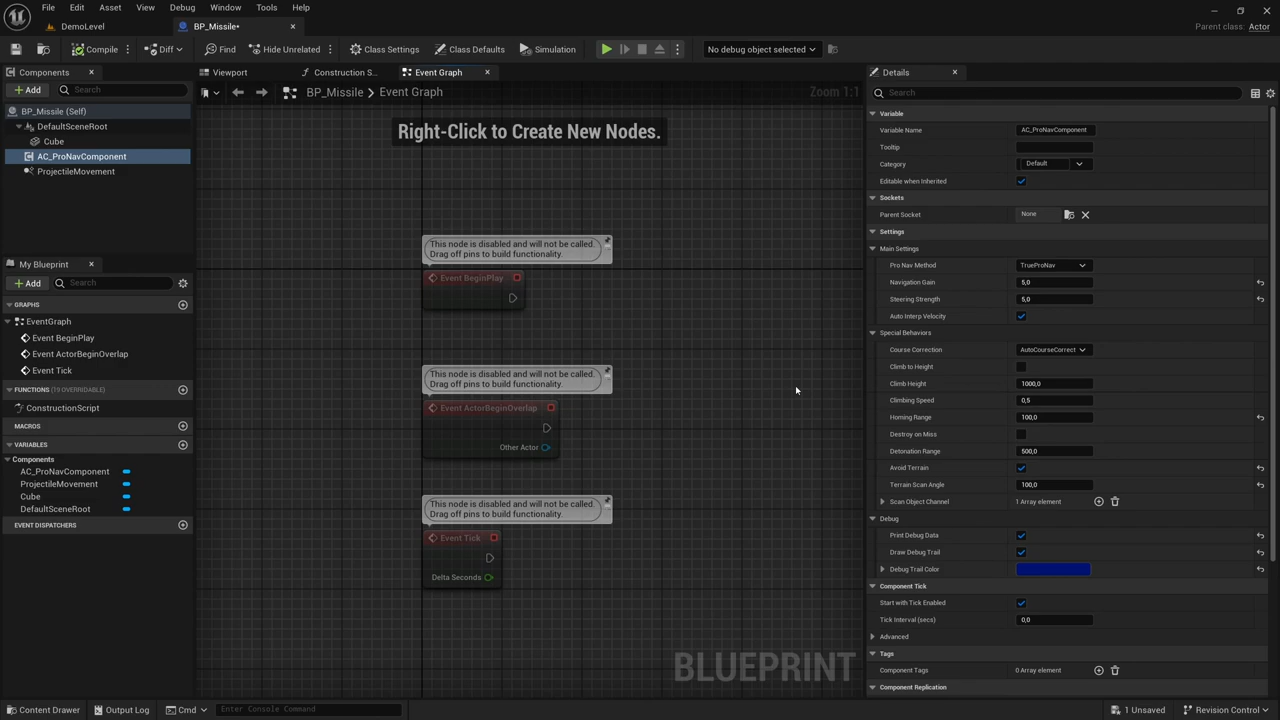 File Edit Asset View Debug Window Tools Help
DemoLevel
BP_Missile•
Parent class: Actor
Compile
Diff
Find
Hide Unrelated
Class Settings
Class Defaults
Simulation
No debug object selected
Components
Add
Search
BP_Missile (Self)
DefaultSceneRoot
Cube
AC_ProNavComponent
ProjectileMovement
My Blueprint
Add
Search
GRAPHS
EventGraph
Event BeginPlay
Event ActorBeginOverlap
Event Tick
FUNCTIONS (19 OVERRIDABLE)
ConstructionScript
MACROS
VARIABLES
Components
AC_ProNavComponent
ProjectileMovement
Cube
DefaultSceneRoot
EVENT DISPATCHERS
Viewport
Construction S...
Event Graph
BP_Missile > Event Graph
Zoom 1:1
Right-Click to Create New Nodes.
This node is disabled and will not be called.
Drag off pins to build functionality.
Event BeginPlay
This node is disabled and will not be called.
Drag off pins to build functionality.
Event ActorBeginOverlap
Other Actor
This node is disabled and will not be called.
Drag off pins to build functionality.
Event Tick
Delta Seconds
BLUEPRINT
Details
Search
Variable
Variable Name AC_ProNavComponent
Tooltip
Category Default
Editable when Inherited
Sockets
Parent Socket None
Settings
Main Settings
Pro Nav Method TrueProNav
Navigation Gain 5,0
Steering Strength 5,0
Auto Interp Velocity
Special Behaviors
Course Correction AutoCourseCorrect
Climb to Height
Climb Height 1000,0
Climbing Speed 0,5
Homing Range 100,0
Destroy on Miss
Detonation Range 500,0
Avoid Terrain
Terrain Scan Angle 100,0
Scan Object Channel 1 Array element
Debug
Print Debug Data
Draw Debug Trail
Debug Trail Color
Component Tick
Start with Tick Enabled
Tick Interval (secs) 0,0
Advanced
Tags
Component Tags 0 Array element
Component Replication
Content Drawer
Output Log
Cmd
Enter Console Command
1 Unsaved
Revision Control